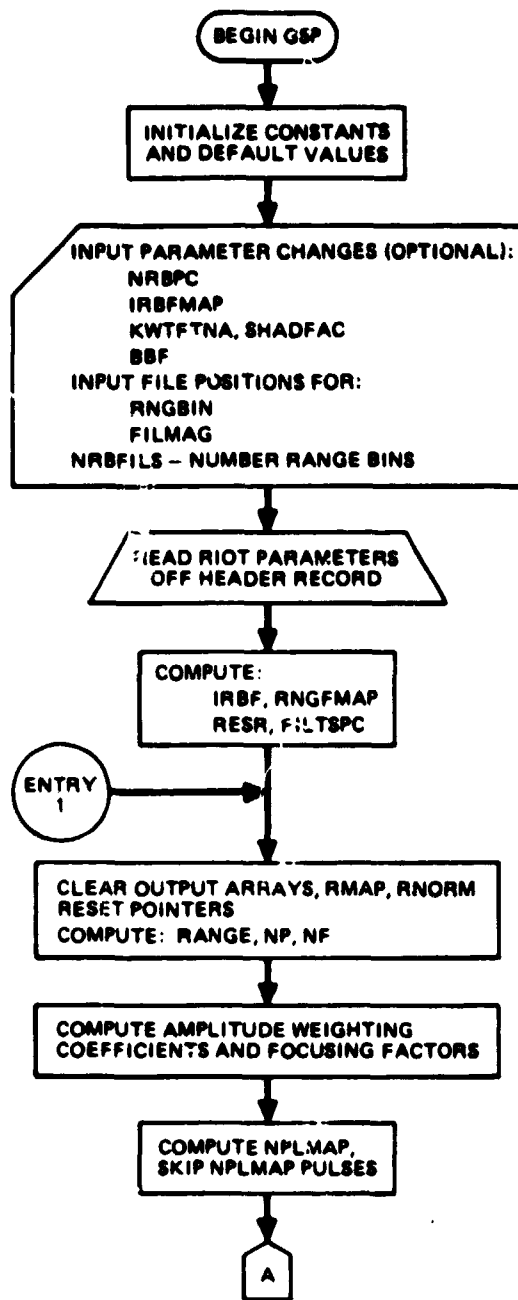 BEGIN GSP
INITIALIZE CONSTANTS
AND DEFAULT VALUES
INPUT PARAMETER CHANGES (OPTIONAL):
NRBPC
IRBFMAP
KWTFTNA, SHADFAC
BBF
INPUT FILE POSITIONS FOR:
RNGBIN
FILMAG
NRBFILS – NUMBER RANGE BINS
READ RIOT PARAMETERS
OFF HEADER RECORD
COMPUTE:
IRBF, RNGFMAP
RESR, FILTSPC
ENTRY
1
CLEAR OUTPUT ARRAYS, RMAP, RNORM
RESET POINTERS
COMPUTE: RANGE, NP, NF
COMPUTE AMPLITUDE WEIGHTING
COEFFICIENTS AND FOCUSING FACTORS
COMPUTE NPLMAP,
SKIP NPLMAP PULSES
A